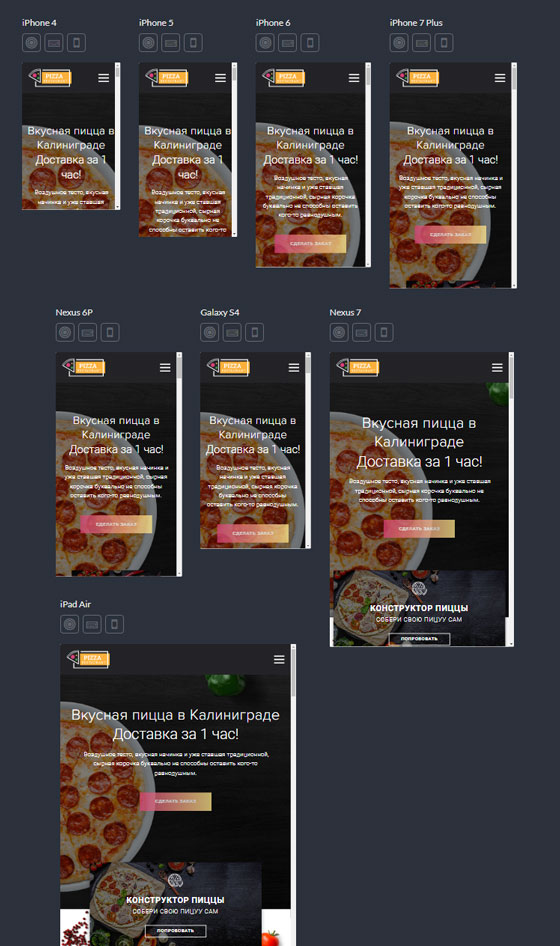 iPhone 4
iPhone 5
iPhone 6
iPhone 7 Plus
PIZZA
Вкусная пицца в
Калиниграде
Доставка за 1
час!
Воздушное тесто, вкусная
начинка и уже ставшая
PIZZA
Вкусная пицца в
Калиниграде
Доставка за 1
час!
Воздушное тесто, вкусная
начинка и уже ставшая
традиционной, сырная
корочка буквально не
способны оставить кого-то
PIZZA
Вкусная пицца в
Калиниграде
Доставка за 1 час!
Воздушное тесто, вкусная
начинка и уже ставшая
традиционной, сырная корочка
буквально не способны оставить
кого-то равнодушным.
СДЕЛАТЬ ЗАКАЗ
PIZZA
Вкусная пицца в
Калиниграде
Доставка за 1 час!
Воздушное тесто, вкусная начинка и
уже ставшая традиционной, сырная
корочка буквально не способны
оставить кого-то равнодушным.
СДЕЛАТЬ ЗАКАЗ
Nexus 6P
Galaxy S4
Nexus 7
PIZZA
Вкусная пицца в
Калиниграде
Доставка за 1 час!
Воздушное тесто, вкусная начинка и
уже ставшая традиционной, сырная
корочка буквально не способны
оставить кого-то равнодушным.
СДЕЛАТЬ ЗАКАЗ
PIZZA
Вкусная пицца в
Калиниграде
Доставка за 1 час!
Воздушное тесто, вкусная
начинка и уже ставшая
традиционной, сырная корочка
буквально не способны
оставить кого-то равнодушным.
СДЕЛАТЬ ЗАКАЗ
PIZZA
Вкусная пицца в
Калиниграде
Доставка за 1 час!
Воздушное тесто, вкусная начинка и уже ставшая
традиционной, сырная корочка буквально не
способны оставить кого-то равнодушным.
СДЕЛАТЬ ЗАКАЗ
КОНСТРУКТОР ПИЦЦЫ
СОБЕРИ СВОЮ ПИЦУУ САМ
ПОПРОБОВАТЬ
iPad Air
PIZZA
Вкусная пицца в Калиниграде
Доставка за 1 час!
Воздушное тесто, вкусная начинка и уже ставшая традиционной,
сырная корочка буквально не способны оставить кого-то
равнодушным.
СДЕЛАТЬ ЗАКАЗ
КОНСТРУКТОР ПИЦЦЫ
СОБЕРИ СВОЮ ПИЦУУ САМ
ПОПРОБОВАТЬ